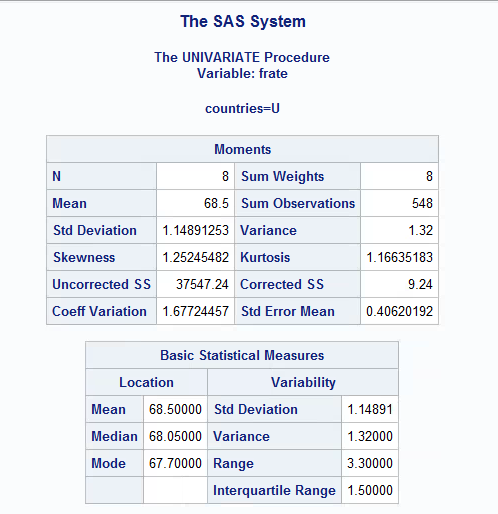 The SAS System
The UNIVARIATE Procedure
Variable: frate
countries=U
Moments
N 8 Sum Weights 8
Mean 68.5 Sum Observations 548
Std Deviation 1.14891253 Variance 1.32
Skewness 1.25245482 Kurtosis 1.16635183
Uncorrected SS 37547.24 Corrected SS 9.24
Coeff Variation 1.67724457 Std Error Mean 0.40620192
Basic Statistical Measures
Location Variability
Mean 68.50000 Std Deviation 1.14891
Median 68.05000 Variance 1.32000
Mode 67.70000 Range 3.30000
Interquartile Range 1.50000